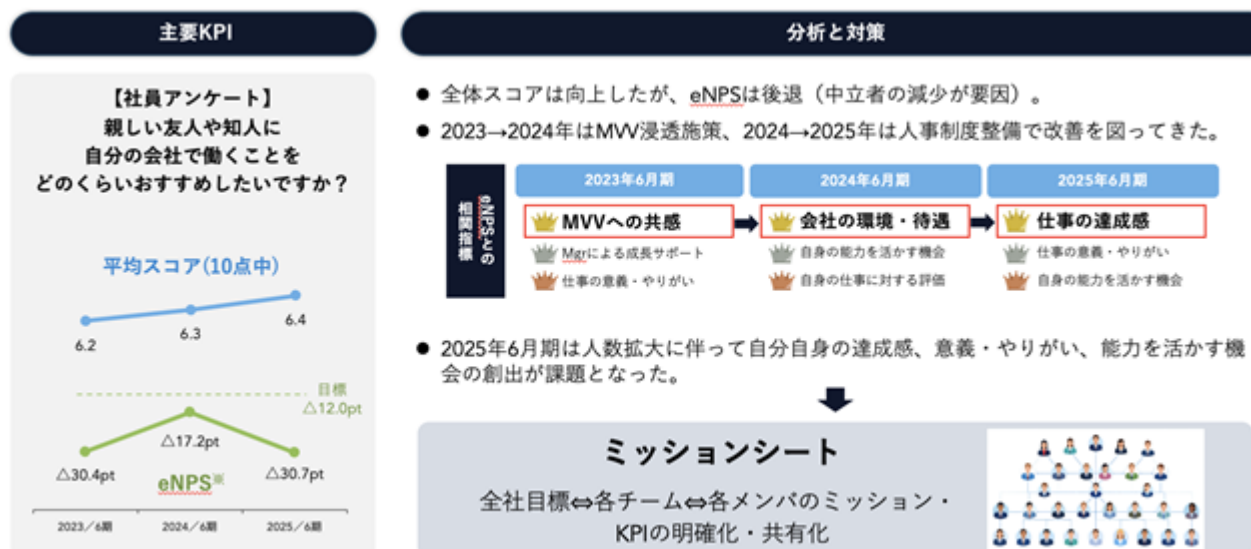 主要KPI
【社員アンケート】
親しい友人や知人に
自分の会社で働くことを
どのくらいおすすめしたいですか？
平均スコア(10点中)
6.2
6.3
6.4
目標
△12.0pt
△17.2pt
△30.4pt
△30.7pt
eNPS※
2023／6期
2024／6期
2025／6期
分析と対策
● 全体スコアは向上したが、eNPSは後退（中立者の減少が要因）。
● 2023→2024年はMVV浸透施策、2024→2025年は人事制度整備で改善を図ってきた。
eNPSとの
相関指標
2023年6月期
2024年6月期
2025年6月期
MVVへの共感
会社の環境・待遇
仕事の達成感
Mgrによる成長サポート
自身の能力を活かす機会
仕事の意義・やりがい
仕事の意義・やりがい
自身の仕事に対する評価
自身の能力を活かす機会
● 2025年6月期は人数拡大に伴って自分自身の達成感、意義・やりがい、能力を活かす機
会の創出が課題となった。
ミッションシート
全社目標⇔各チーム⇔各メンバのミッション・
KPIの明確化・共有化